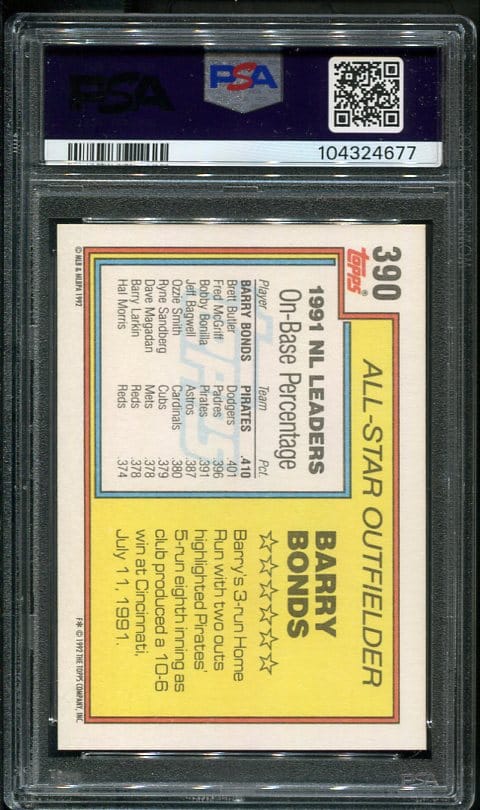 PSA
PSA
104324677
390
Topps®
ALL-STAR OUTFIELDER
1991 NL LEADERS
On-Base Percentage
Player Team Pct.
BARRY BONDS PIRATES .410
Brett Butler Dodgers .401
Fred McGriff Padres .396
Bobby Bonilla Pirates .391
Jeff Bagwell Astros .387
Ozzie Smith Cardinals .380
Ryne Sandberg Cubs .379
Dave Magadan Mets .378
Barry Larkin Reds .378
Hal Morris Reds .374
BARRY
BONDS
Barry's 3-run Home
Run with two outs
highlighted Pirates'
5-run eighth inning as
club produced a 10-6
win at Cincinnati,
July 11, 1991.
© MLB & MLBPA 1992
F* © 1992 THE TOPPS COMPANY, INC.
PSA